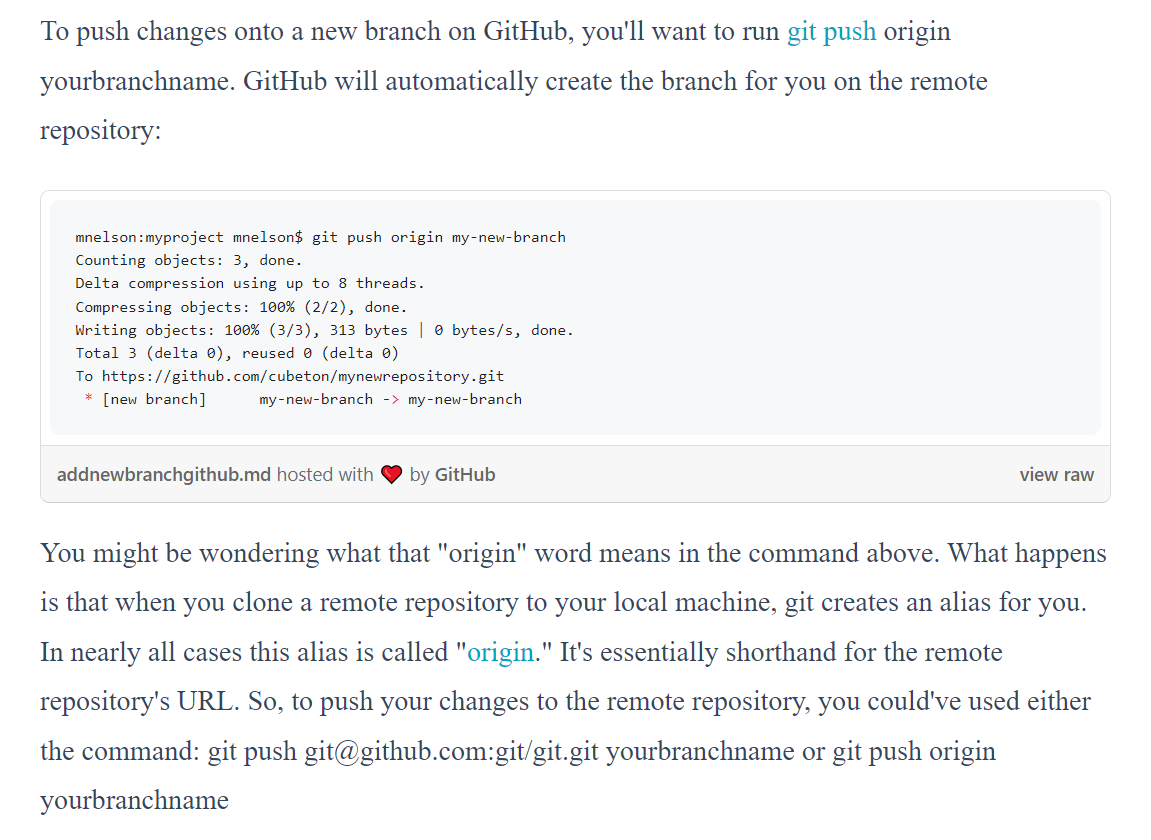 To push changes onto a new branch on GitHub, you'll want to run git push origin
yourbranchname. GitHub will automatically create the branch for you on the remote
repository:
mnelson:myproject mnelson$ git push origin my-new-branch
Counting objects: 3, done.
Delta compression using up to 8 threads.
Compressing objects: 100% (2/2), done.
Writing objects: 100% (3/3), 313 bytes | 0 bytes/s, done.
Total 3 (delta 0), reused 0 (delta 0)
To https://github.com/cubeton/mynewrepository.git
 * [new branch]      my-new-branch -> my-new-branch
addnewbranchgithub.md hosted with ❤ by GitHub view raw
You might be wondering what that "origin" word means in the command above. What happens
is that when you clone a remote repository to your local machine, git creates an alias for you.
In nearly all cases this alias is called "origin." It's essentially shorthand for the remote
repository's URL. So, to push your changes to the remote repository, you could've used either
the command: git push git@github.com:git/git.git yourbranchname or git push origin
yourbranchname